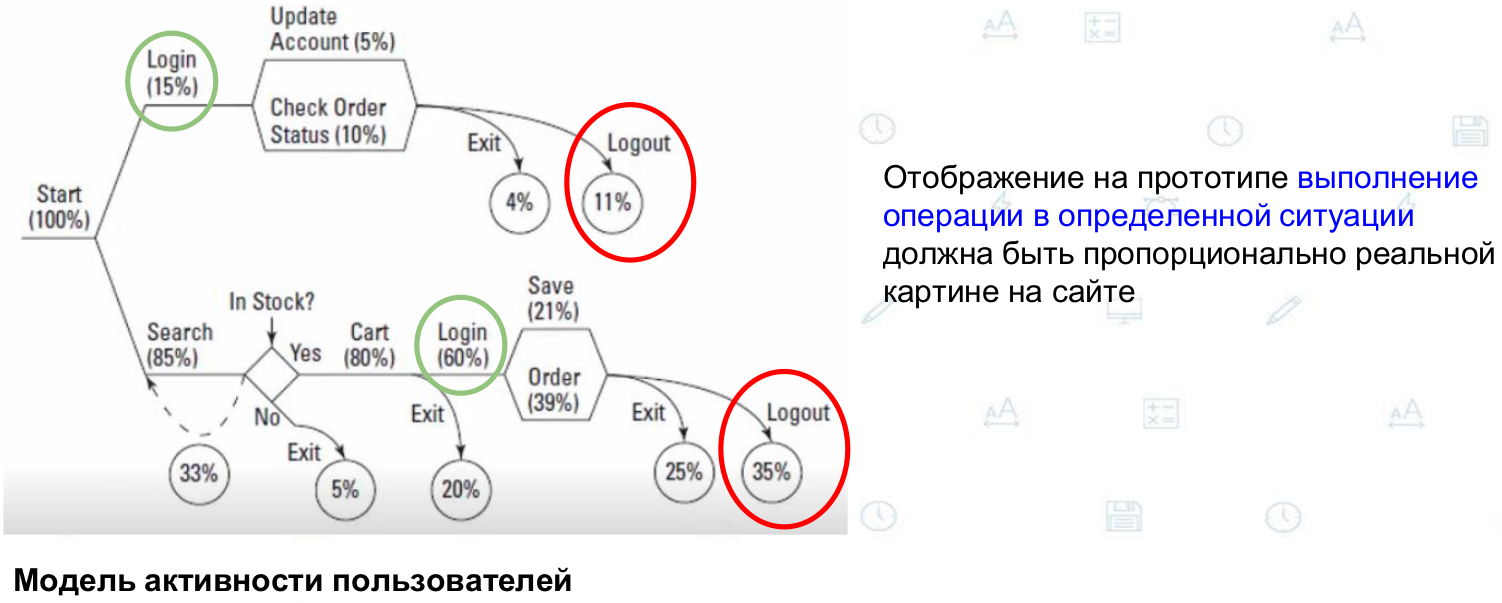 Update
Account (5%)
Login
(15%)
Check Order
Status (10%)
Exit
Logout
4%
11%
Start
(100%)
In Stock?
Search
(85%)
Yes
Cart
(80%)
Login
(60%)
Save
(21%)
Order
(39%)
No
Exit
Exit
Exit
Logout
33%
5%
20%
25%
35%
Отображение на прототипе выполнение
операции в определенной ситуации
должна быть пропорционально реальной
картине на сайте
Модель активности пользователей